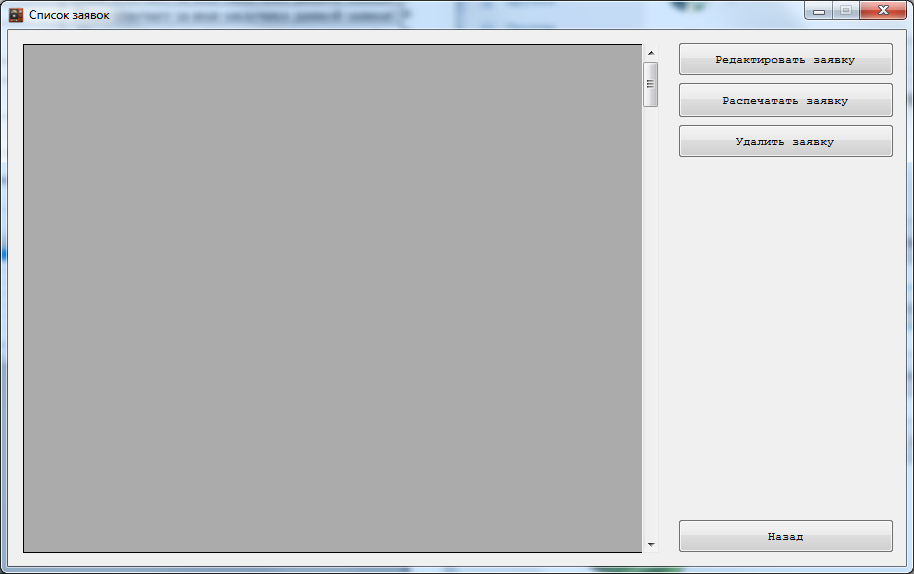 Список заявок
Редактировать заявку
Распечатать заявку
Удалить заявку
Назад